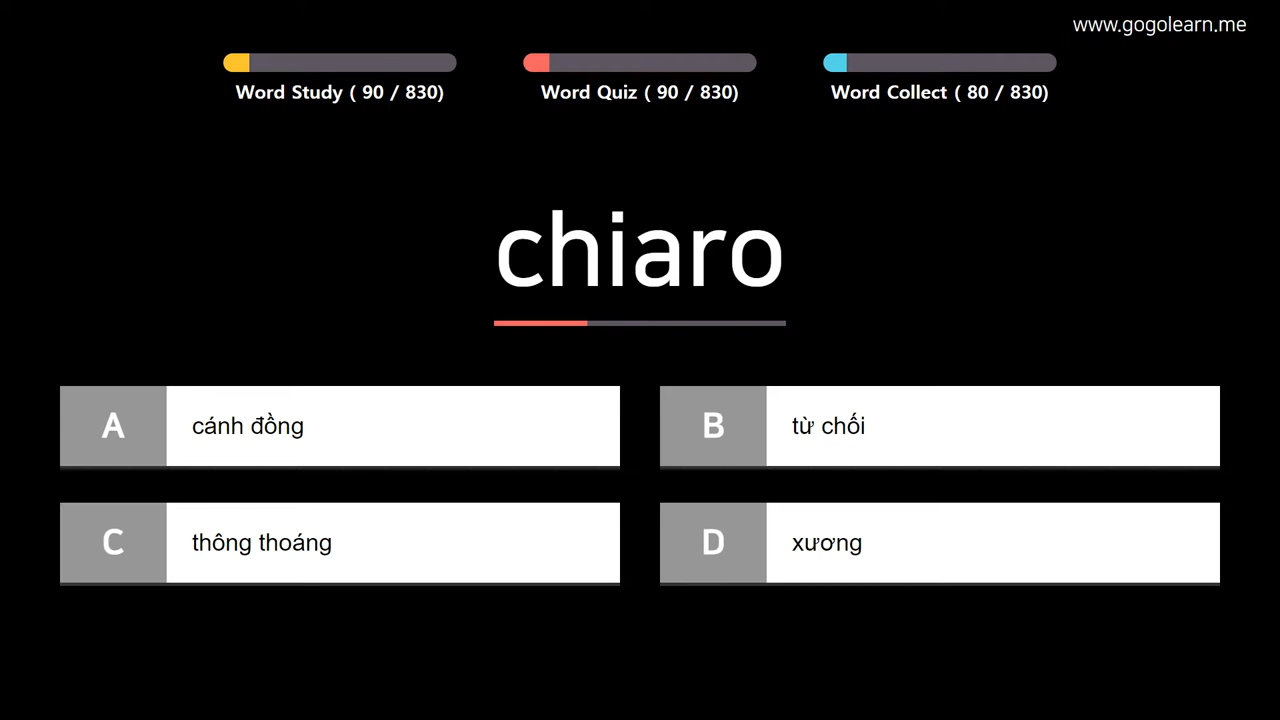 www.gogolearn.me
Word Study ( 90 / 830)
Word Quiz ( 90 / 830)
Word Collect ( 80 / 830)
chiaro
A cánh đồng
B từ chối
C thông thoáng
D xương